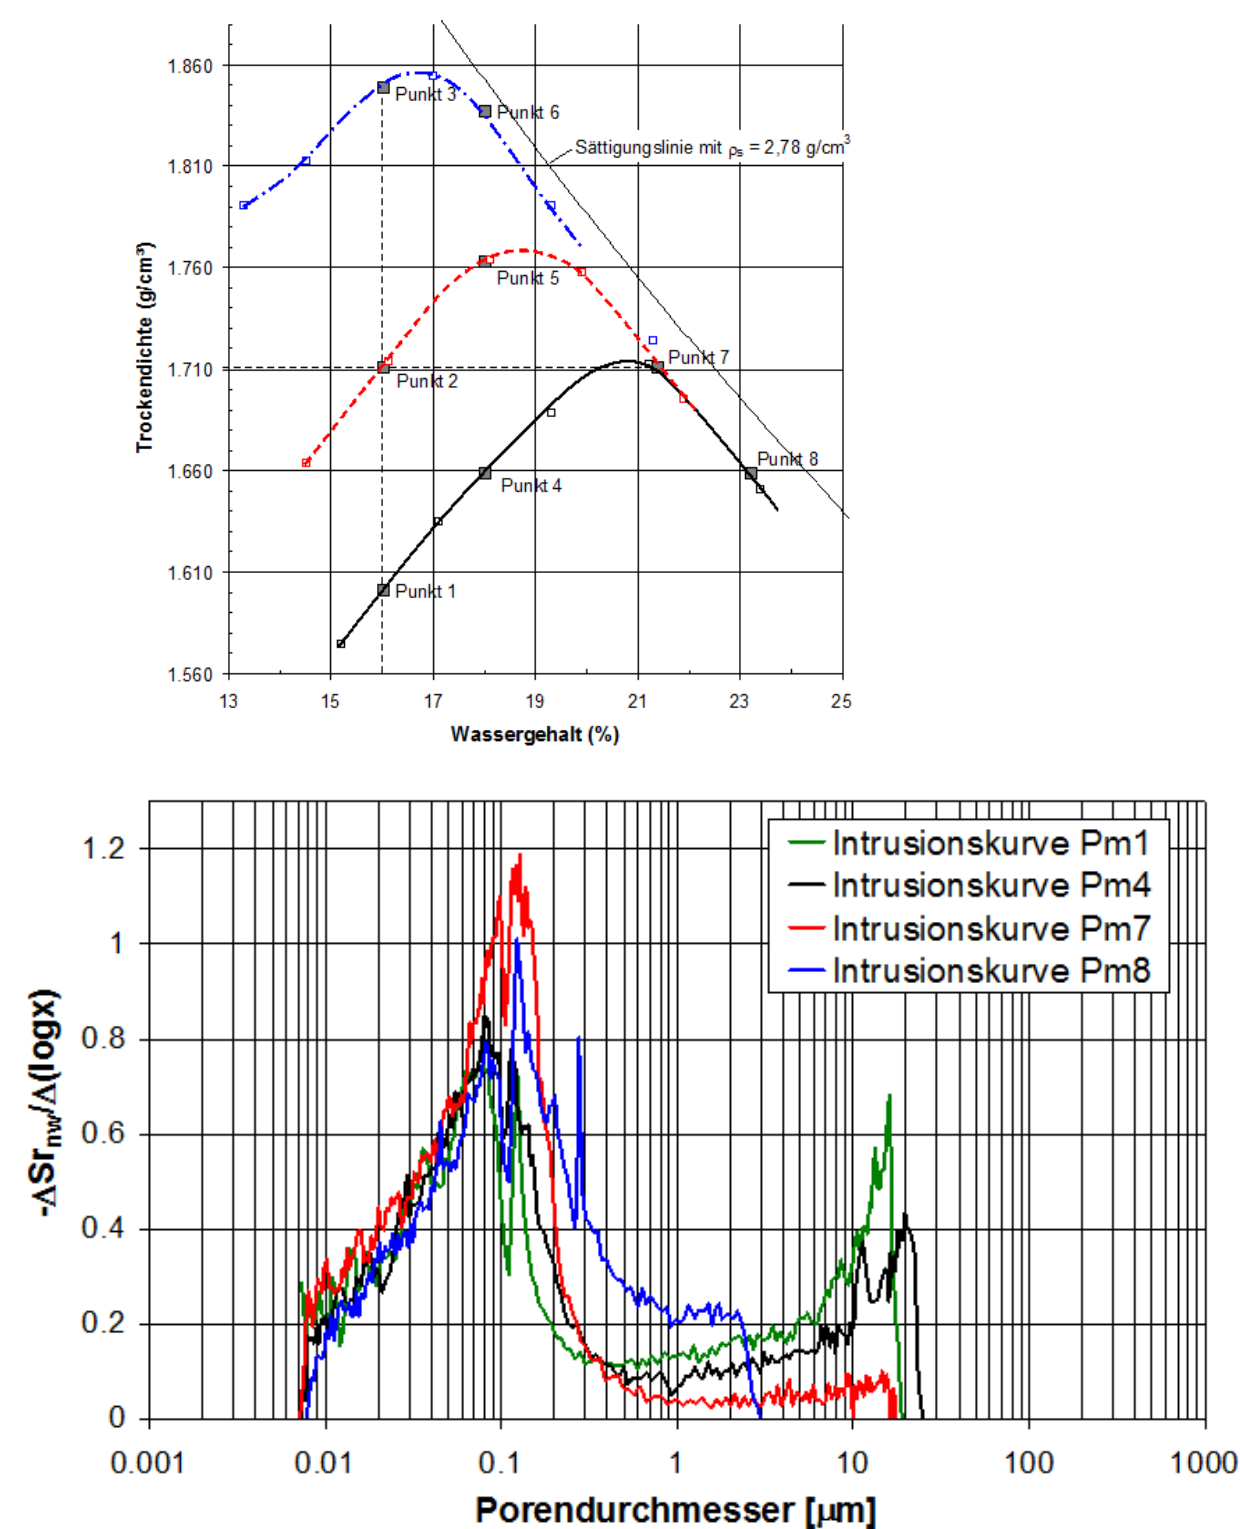 1.860
1.810
1.760
1.710
1.660
1.610
1.560
Trockendichte (g/cm³)
Punkt 3
Punkt 6
Sättigungslinie mit ρs = 2,78 g/cm³
Punkt 5
Punkt 7
Punkt 2
Punkt 8
Punkt 4
Punkt 1
13 15 17 19 21 23 25
Wassergehalt (%)
1.2
1
0.8
0.6
0.4
0.2
0
-ΔSrnw/Δ(logx)
Intrusionskurve Pm1
Intrusionskurve Pm4
Intrusionskurve Pm7
Intrusionskurve Pm8
0.001 0.01 0.1 1 10 100 1000
Porendurchmesser [μm]